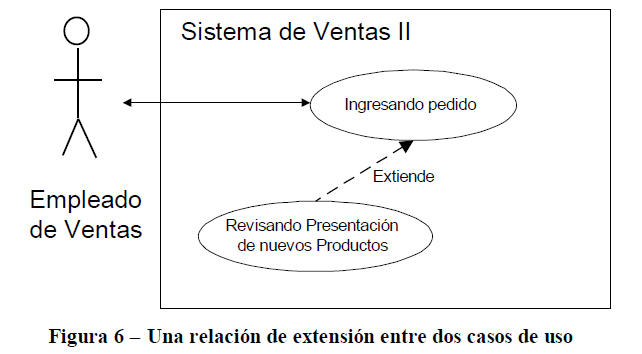 Sistema de Ventas II
Ingresando pedido
Extiende
Empleado
de Ventas
Revisando Presentación
de nuevos Productos
Figura 6 – Una relación de extensión entre dos casos de uso